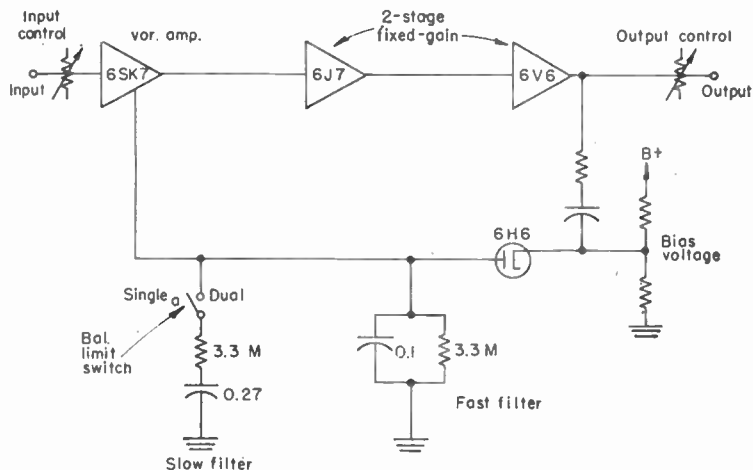 Input
control
vor. amp.
2-stage
fixed-gain
Output control
6SK7
6J7
6V6
Input
Output
B+
6H6
Bias
voltage
Single a Dual
Bal.
limit
switch
3.3 M
0.27
Slow filter
0.1
3.3M
Fast filter